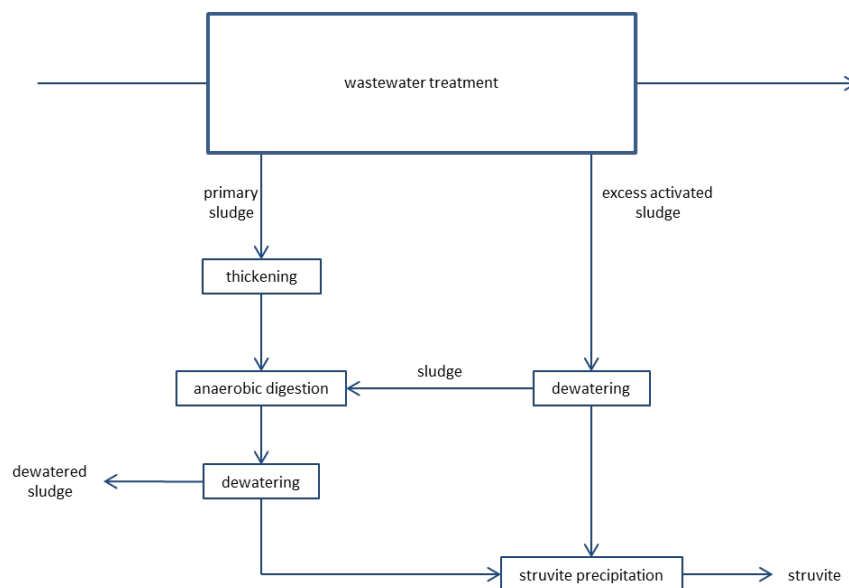 wastewater treatment
primary
sludge
excess activated
sludge
thickening
sludge
anaerobic digestion
dewatering
dewatered
sludge
dewatering
struvite precipitation
struvite